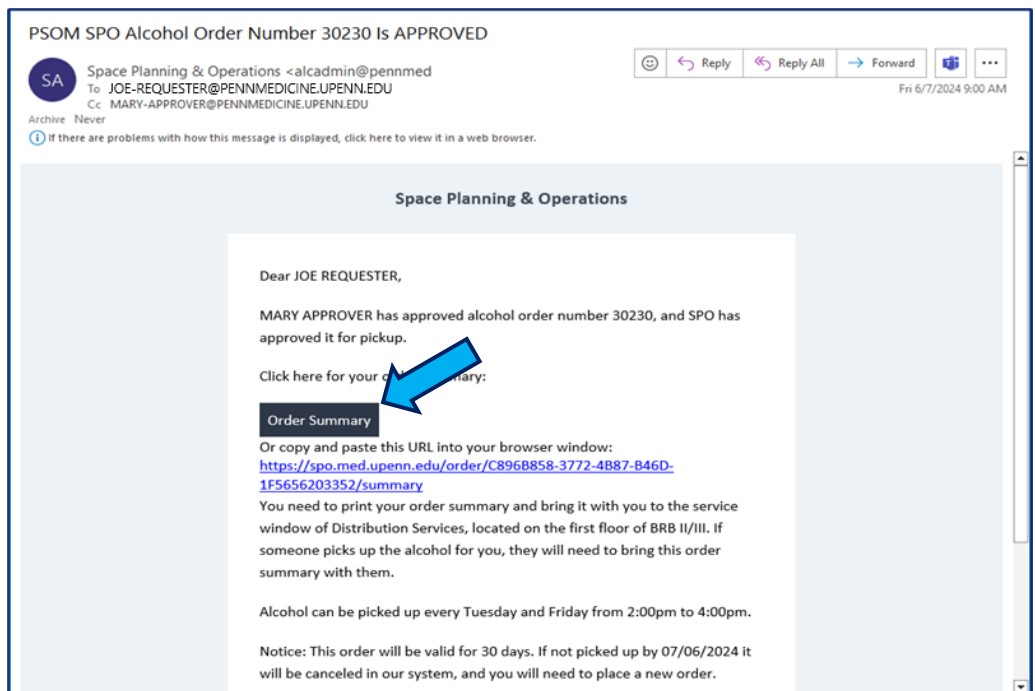 PSOM SPO Alcohol Order Number 30230 Is APPROVED
SA
Space Planning & Operations <alcadmin@pennmed
To JOE-REQUESTER@PENNMEDICINE.UPENN.EDU
Cc MARY-APPROVER@PENNMEDICINE.UPENN.EDU
Reply
Reply All
Forward
Fri 6/7/2024 9:00 AM
Archive Never
If there are problems with how this message is displayed, click here to view it in a web browser.
Space Planning & Operations
Dear JOE REQUESTER,
MARY APPROVER has approved alcohol order number 30230, and SPO has
approved it for pickup.
Click here for your
Order Summary
Or copy and paste this URL into your browser window:
https://spo.med.upenn.edu/order/C896B858-3772-4B87-B46D-
1F5656203352/summary
You need to print your order summary and bring it with you to the service
window of Distribution Services, located on the first floor of BRB II/III. If
someone picks up the alcohol for you, they will need to bring this order
summary with them.
Alcohol can be picked up every Tuesday and Friday from 2:00pm to 4:00pm.
Notice: This order will be valid for 30 days. If not picked up by 07/06/2024 it
will be canceled in our system, and you will need to place a new order.